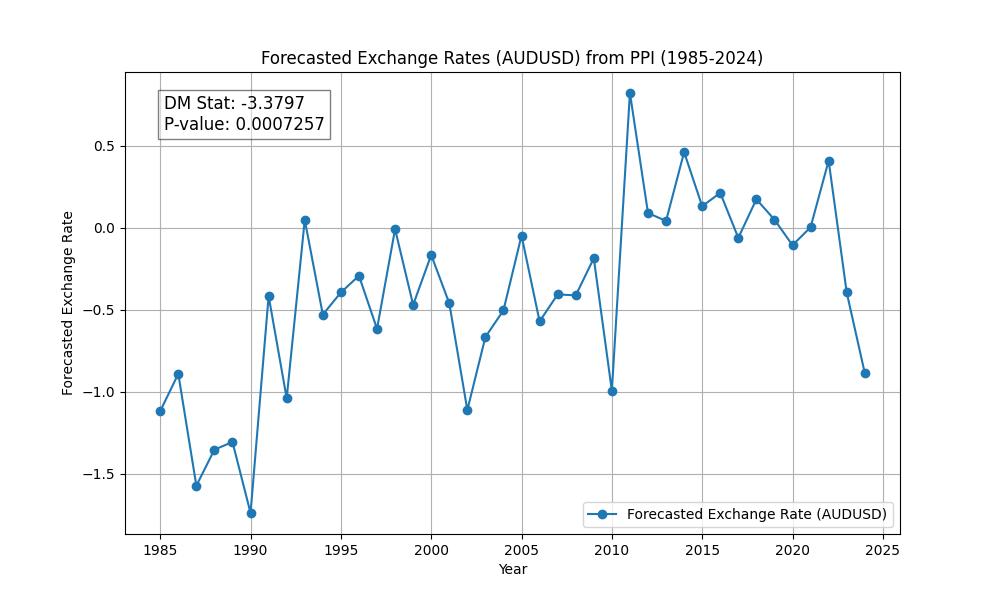 Forecasted Exchange Rates (AUDUSD) from PPI (1985-2024)
DM Stat: -3.3797
P-value: 0.0007257
Forecasted Exchange Rate
0.5
0.0
−0.5
−1.0
−1.5
Forecasted Exchange Rate (AUDUSD)
1985 1990 1995 2000 2005 2010 2015 2020 2025
Year